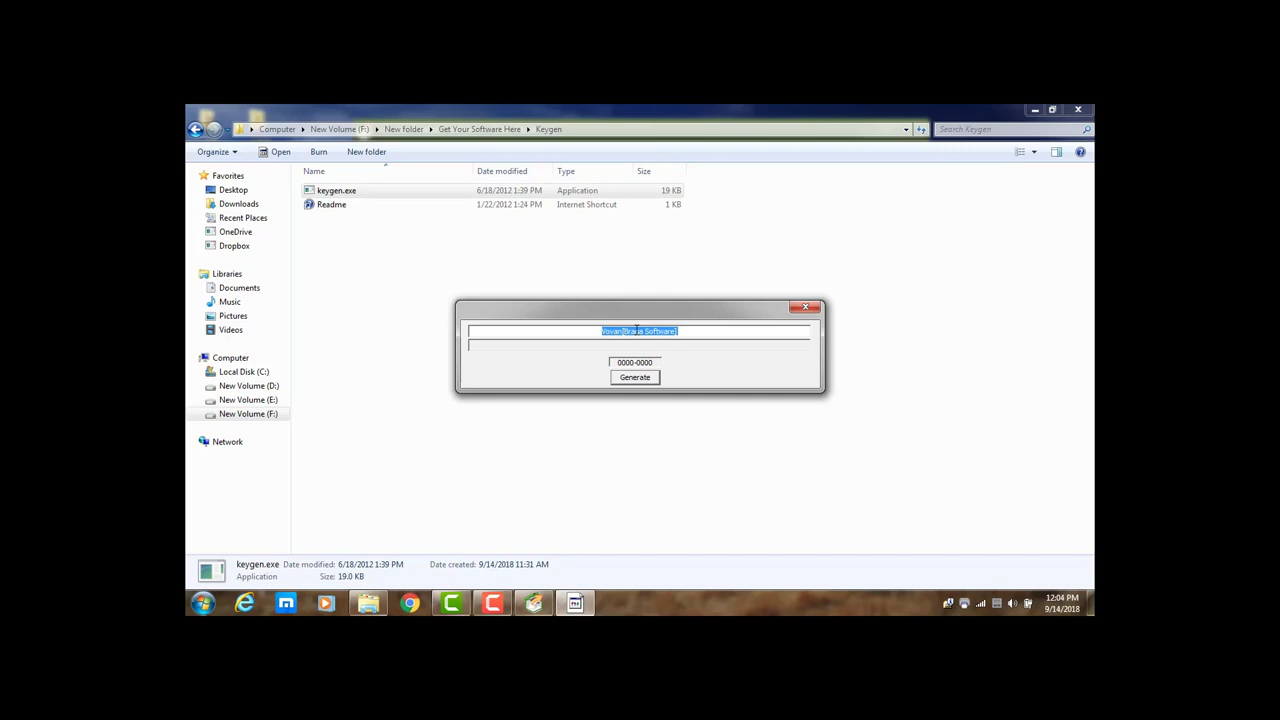 Computer New Volume (F:) New folder Get Your Software Here Keygen Search Keygen
Organize Open Burn New folder
Name Date modified Type Size
Favorites
Desktop
Downloads
Recent Places
OneDrive
Dropbox
Libraries
Documents
Music
Pictures
Videos
Computer
Local Disk (C:)
New Volume (D:)
New Volume (E:)
New Volume (F:)
Network
keygen.exe 6/18/2012 1:39 PM Application 19 KB
Readme 1/22/2012 1:24 PM Internet Shortcut 1 KB
Software]
0000-0000
Generate
keygen.exe Date modified: 6/18/2012 1:39 PM Date created: 9/14/2018 11:31 AM
Application Size: 19.0 KB
12:04 PM
9/14/2018